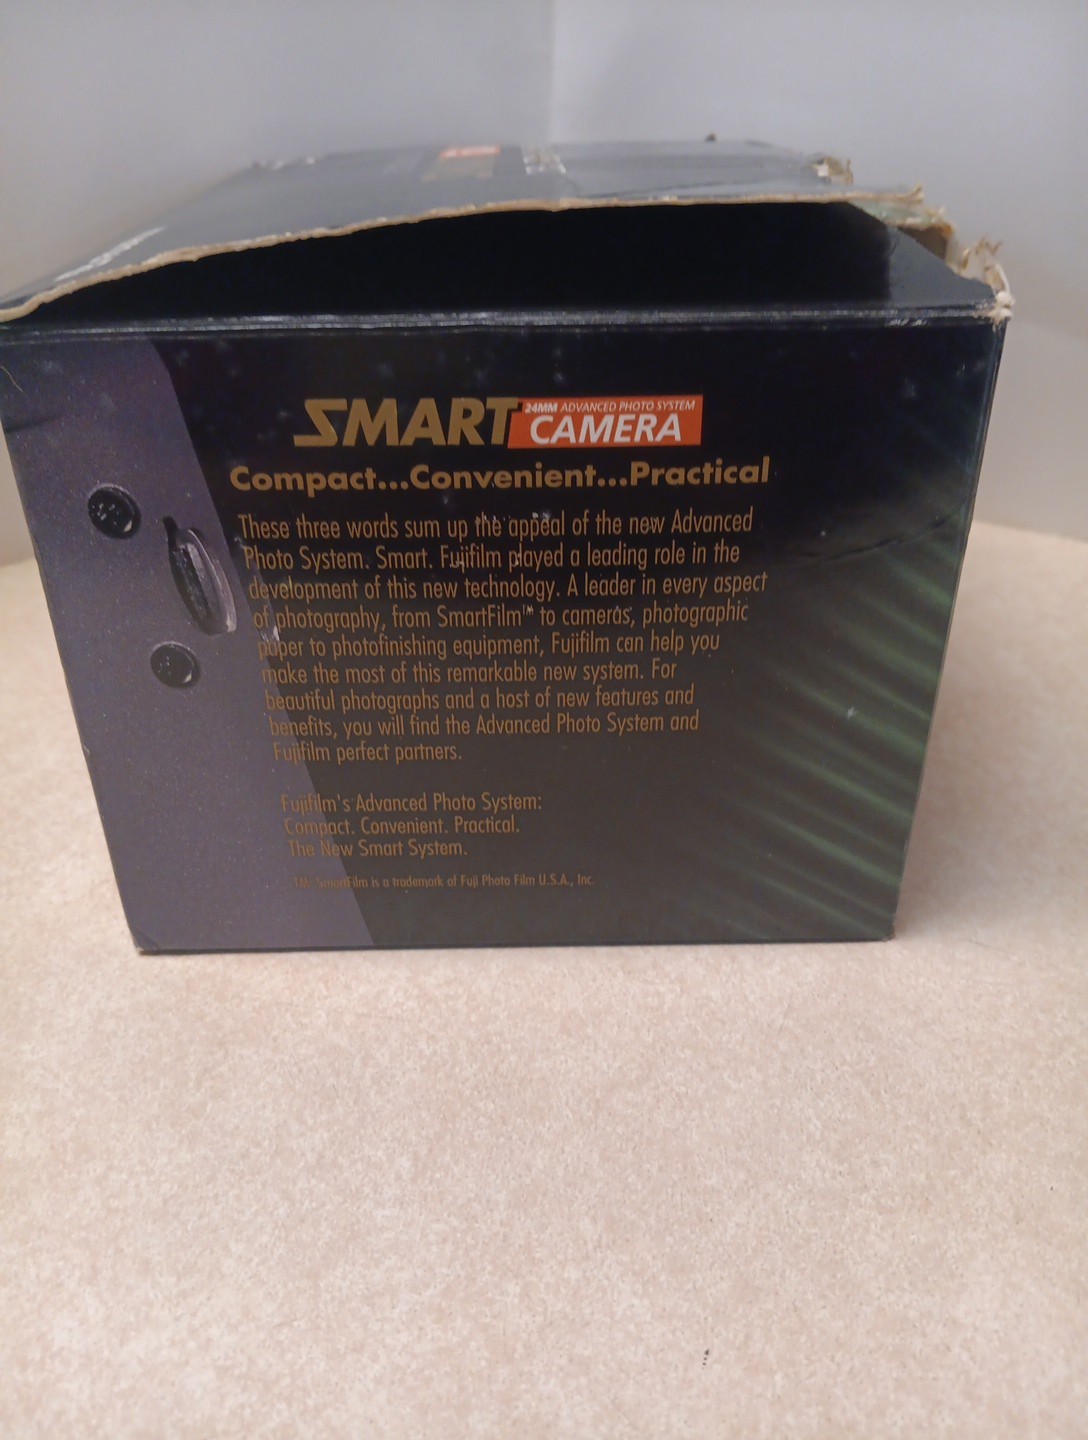 SMART 24MM ADVANCED PHOTO SYSTEM
CAMERA
Compact...Convenient...Practical
These three words sum up the appeal of the new Advanced
Photo System. Smart. Fujifilm played a leading role in the
development of this new technology. A leader in every aspect
of photography, from SmartFilm™ to cameras, photographic
paper to photofinishing equipment, Fujifilm can help you
make the most of this remarkable new system. For
beautiful photographs and a host of new features and
benefits, you will find the Advanced Photo System and
Fujifilm perfect partners.
Fujifilm's Advanced Photo System:
Compact. Convenient. Practical.
The New Smart System.
TM: SmartFilm is a trademark of Fuji Photo Film U.S.A., Inc.